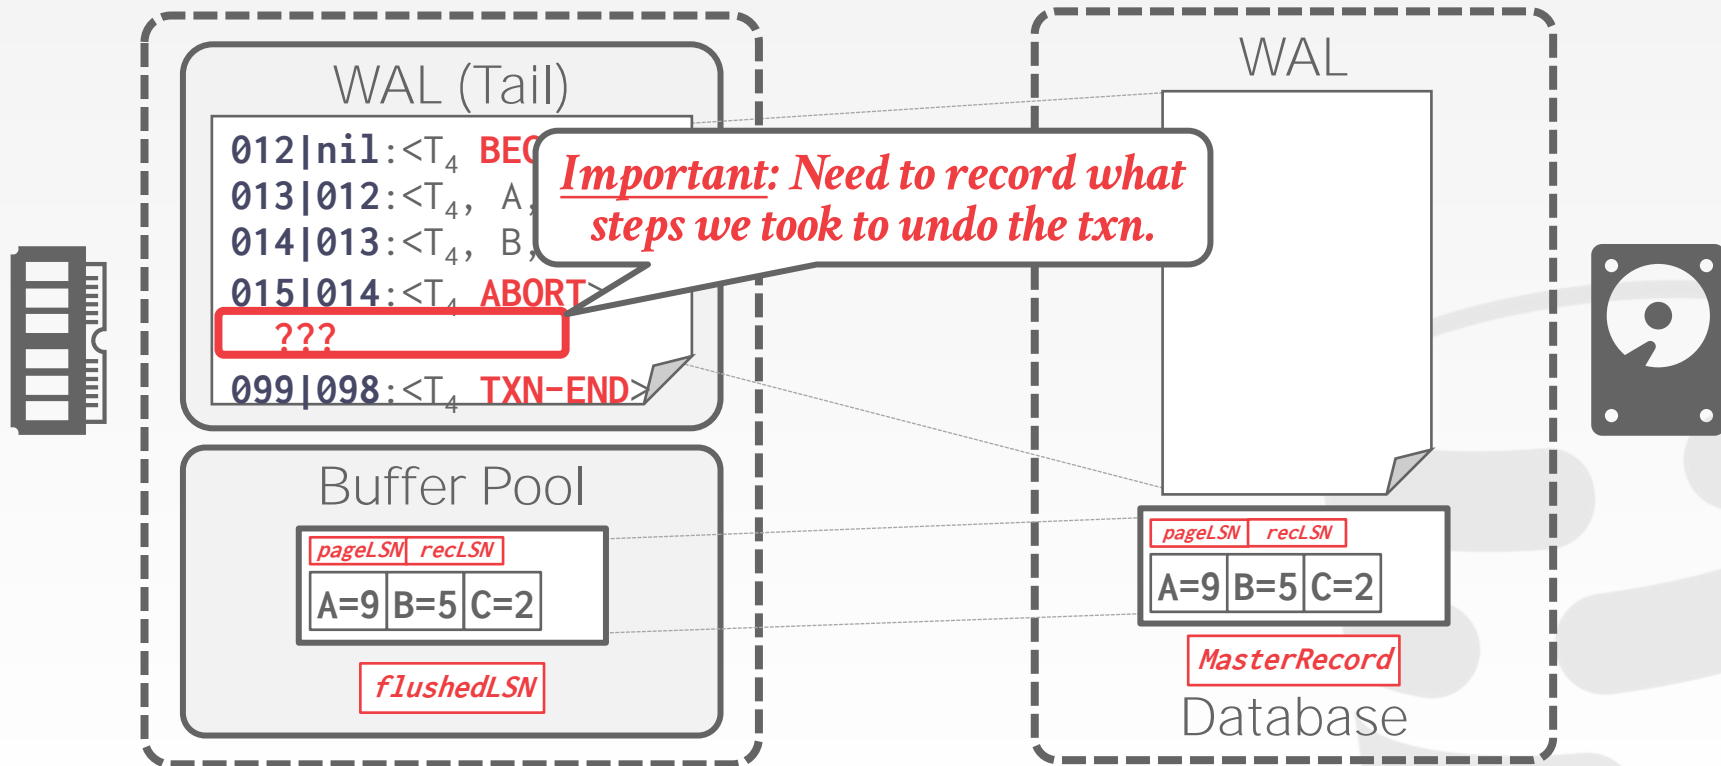 WAL (Tail)
012|nil:<T4 BEG
013|012:<T4, A,
014|013:<T4, B,
015|014:<T4 ABORT>
???
099|098:<T4 TXN-END>
Important: Need to record what
steps we took to undo the txn.
Buffer Pool
pageLSN recLSN
A=9 B=5 C=2
flushedLSN
WAL
pageLSN recLSN
A=9 B=5 C=2
MasterRecord
Database